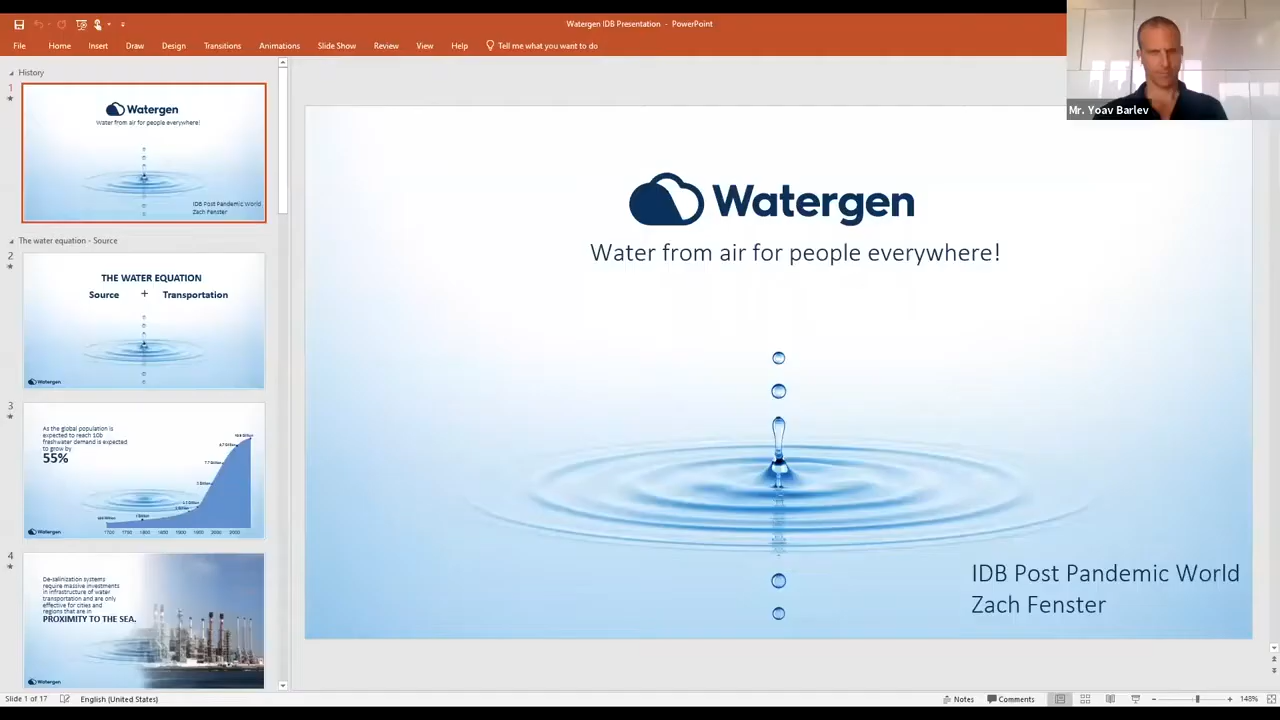 Watergen IDB Presentation - PowerPoint
File Home Insert Draw Design Transitions Animations Slide Show Review View Help Tell me what you want to do
Mr. Yoav Barlev
History
1
Watergen
Water from air for people everywhere!
IDB Post Pandemic World
Zach Fenster
The water equation - Source
2
THE WATER EQUATION
Source + Transportation
Watergen
3
As the global population is
expected to reach 10b
freshwater demand is expected
to grow by
55%
Watergen
4
De-salinization systems
require massive investments
in infrastructure of water
transportation and are only
effective for cities and
regions that are in
PROXIMITY TO THE SEA.
Watergen
Watergen
Water from air for people everywhere!
IDB Post Pandemic World
Zach Fenster
Slide 1 of 17 English (United States) Notes Comments 148%